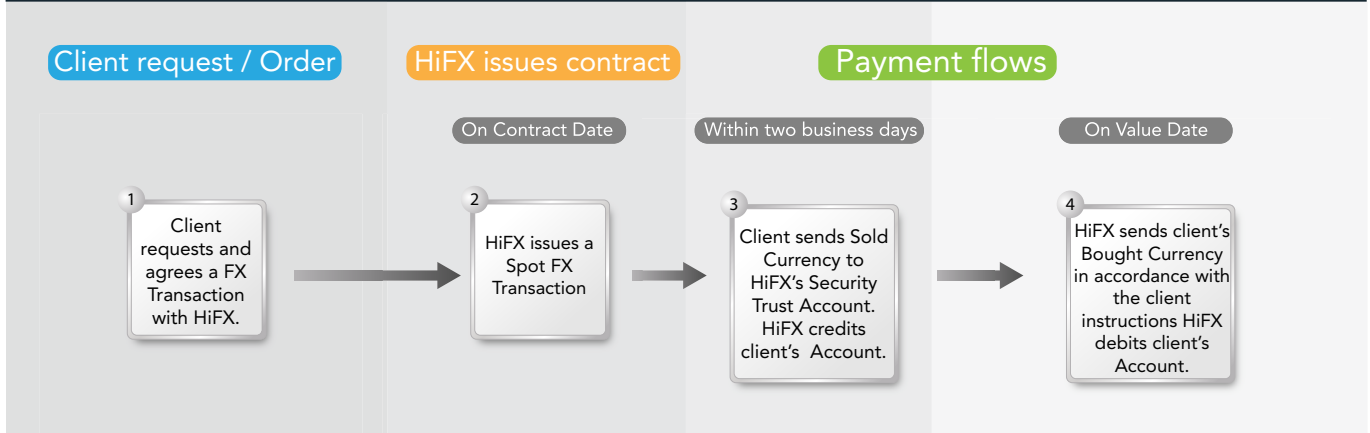 Client request / Order
HiFX issues contract
Payment flows
On Contract Date
Within two business days
On Value Date
1
Client
requests and
agrees a FX
Transaction
with HiFX.
2
HiFX issues a
Spot FX
Transaction
3
Client sends Sold
Currency to
HiFX's Security
Trust Account.
HiFX credits
client's Account.
4
HiFX sends client's
Bought Currency
in accordance with
the client
instructions HiFX
debits client's
Account.